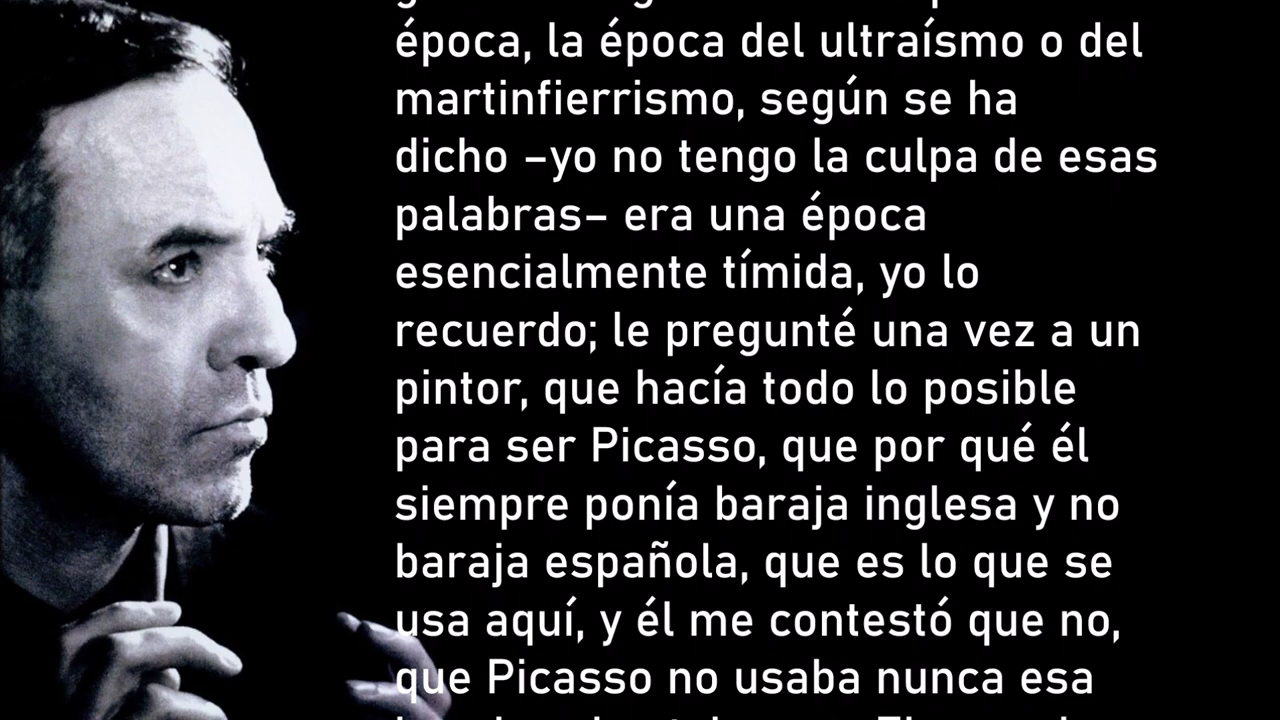 época, la época del ultraísmo o del
martinfierrismo, según se ha
dicho –yo no tengo la culpa de esas
palabras– era una época
esencialmente tímida, yo lo
recuerdo; le pregunté una vez a un
pintor, que hacía todo lo posible
para ser Picasso, que por qué él
siempre ponía baraja inglesa y no
baraja española, que es lo que se
usa aquí, y él me contestó que no,
que Picasso no usaba nunca esa